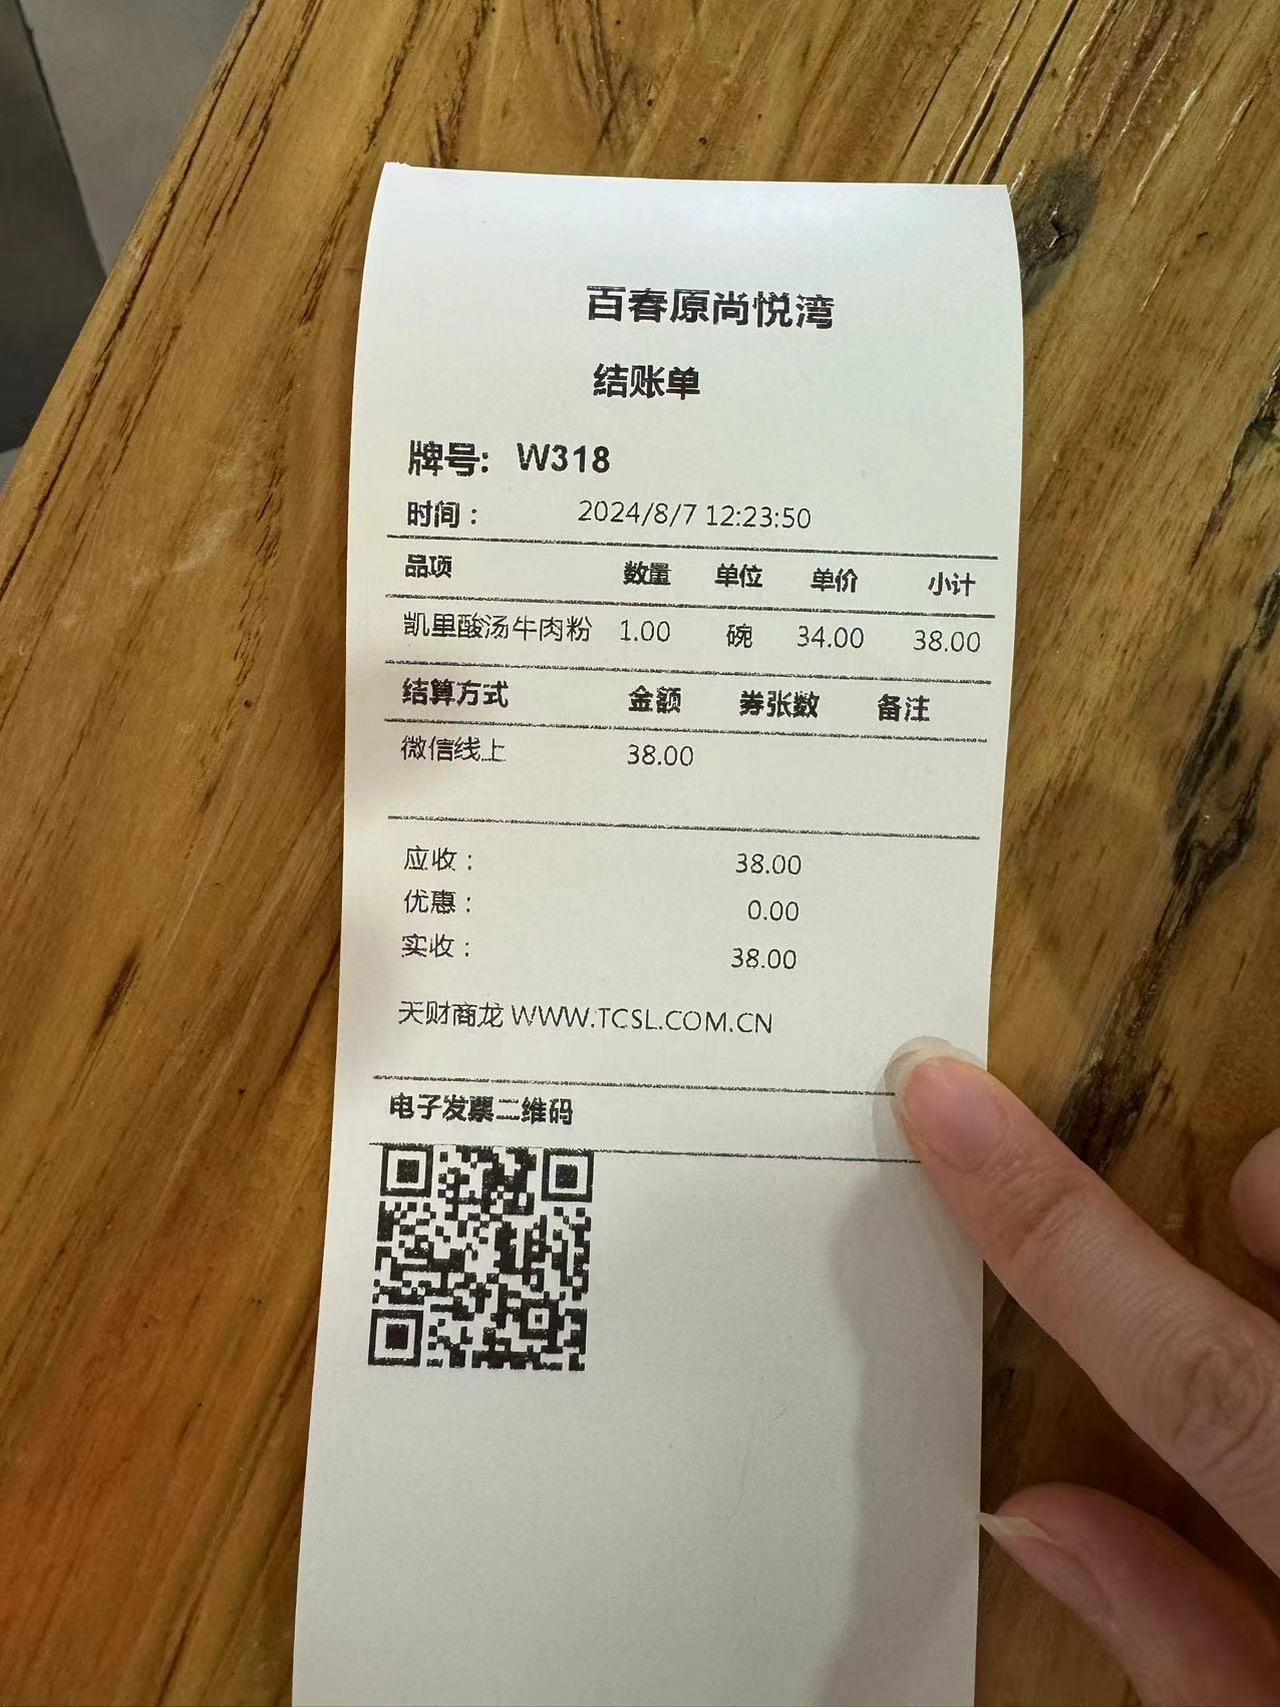 百春原尚悦湾
结账单
牌号: W318
时间： 2024/8/7 12:23:50
品项 数量 单位 单价 小计
凯里酸汤牛肉粉 1.00 碗 34.00 38.00
结算方式 金额 券张数 备注
微信线上 38.00
应收： 38.00
优惠： 0.00
实收： 38.00
天财商龙 WWW.TCSL.COM.CN
电子发票二维码